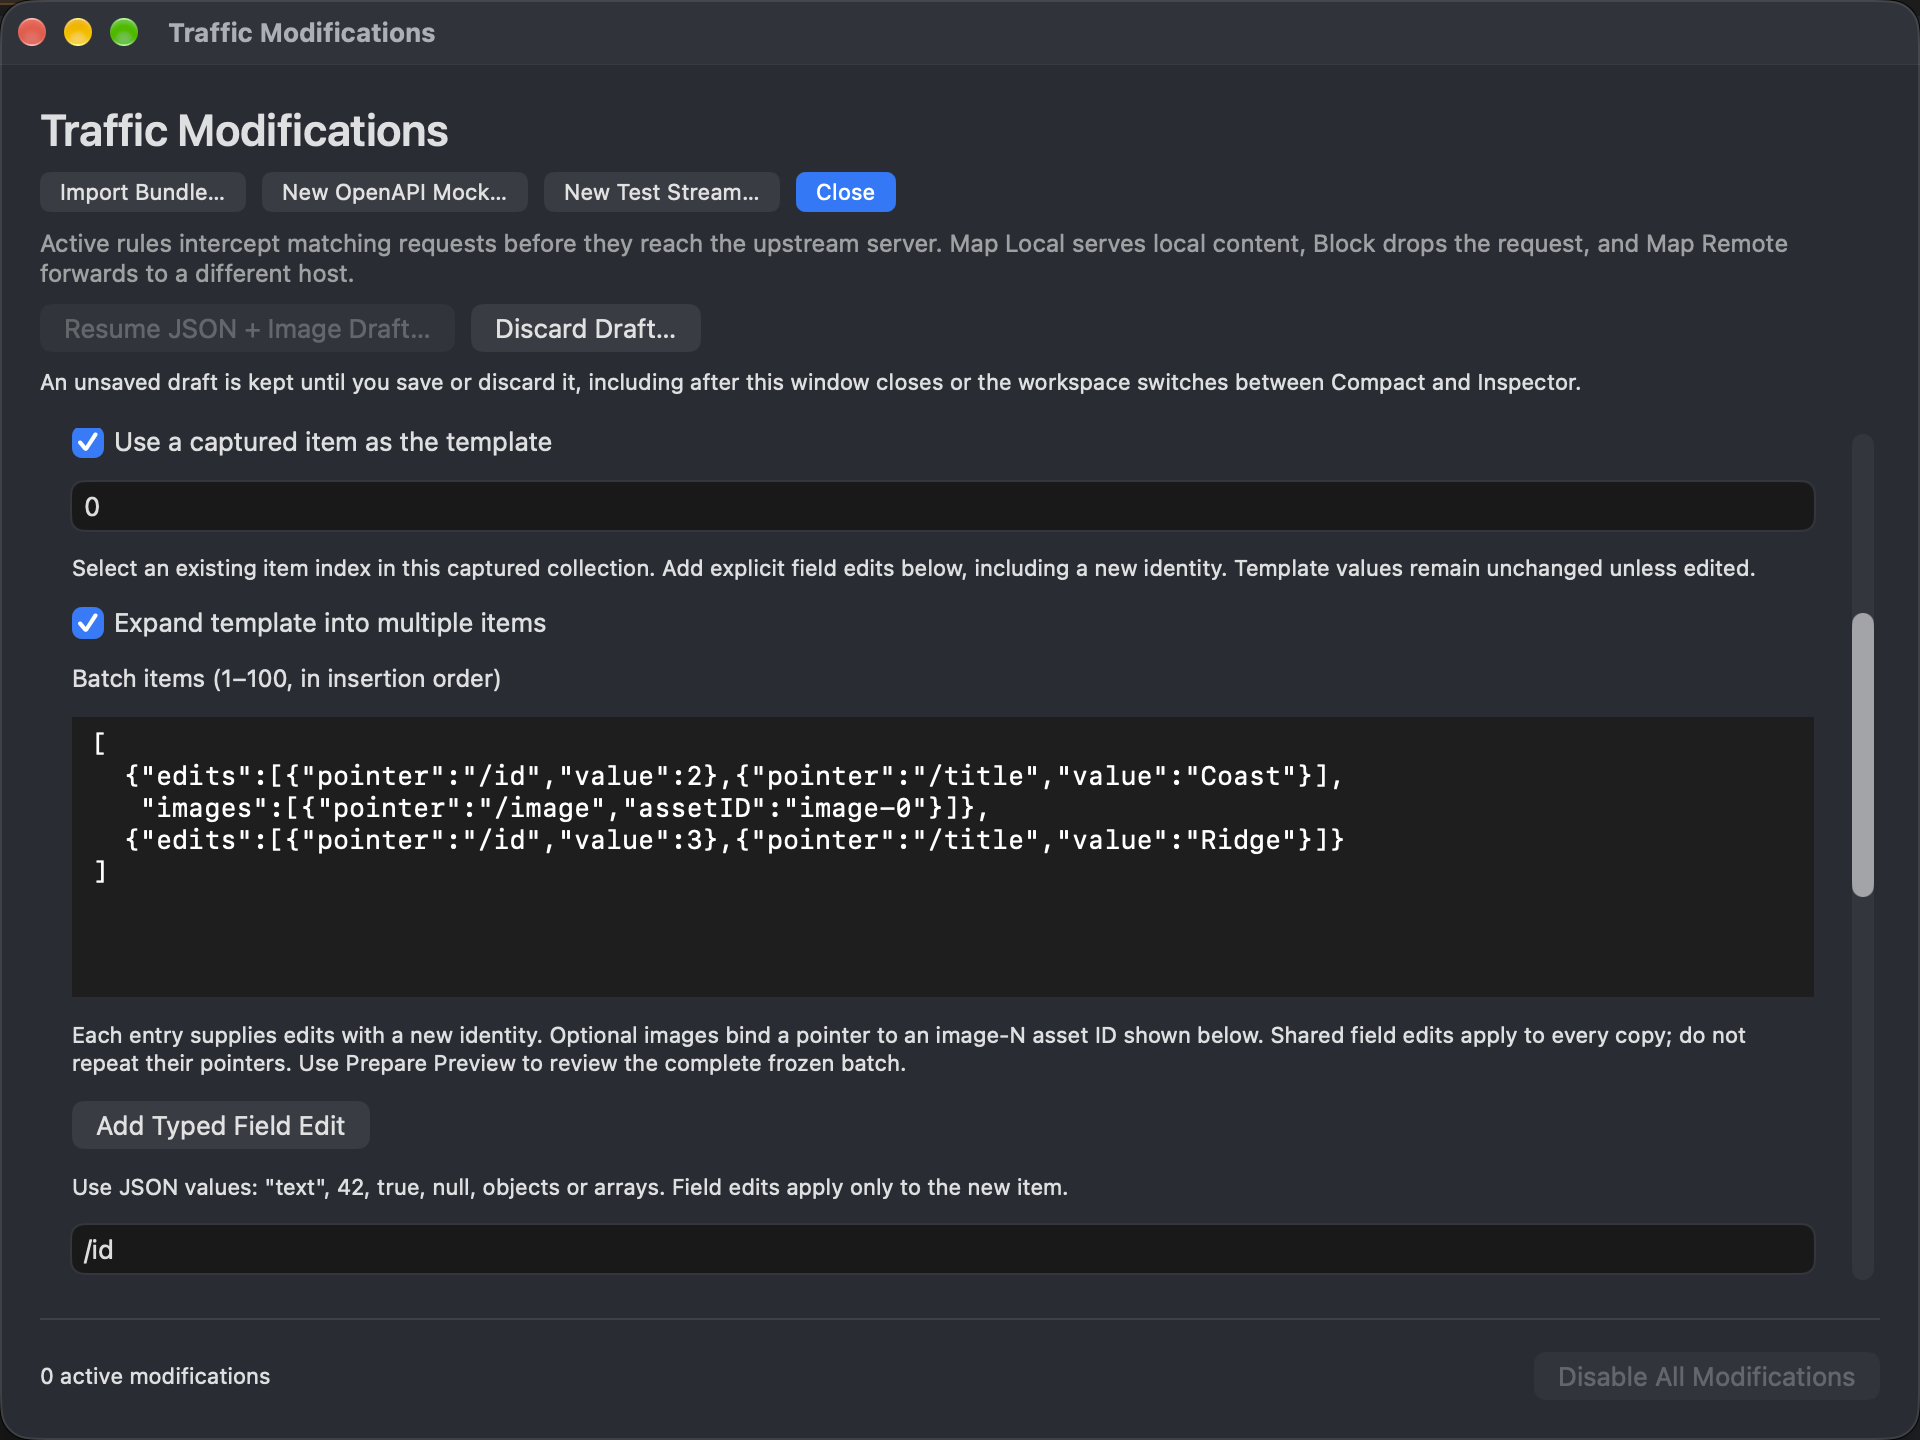 Traffic Modifications
Traffic Modifications
Import Bundle...
New OpenAPI Mock...
New Test Stream...
Close
Active rules intercept matching requests before they reach the upstream server. Map Local serves local content, Block drops the request, and Map Remote
forwards to a different host.
Resume JSON + Image Draft...
Discard Draft...
An unsaved draft is kept until you save or discard it, including after this window closes or the workspace switches between Compact and Inspector.
Use a captured item as the template
0
Select an existing item index in this captured collection. Add explicit field edits below, including a new identity. Template values remain unchanged unless edited.
Expand template into multiple items
Batch items (1–100, in insertion order)
[
  {"edits":[{"pointer":"/id","value":2},{"pointer":"/title","value":"Coast"}],
   "images":[{"pointer":"/image","assetID":"image-0"}]},
  {"edits":[{"pointer":"/id","value":3},{"pointer":"/title","value":"Ridge"}]}
]
Each entry supplies edits with a new identity. Optional images bind a pointer to an image-N asset ID shown below. Shared field edits apply to every copy; do not
repeat their pointers. Use Prepare Preview to review the complete frozen batch.
Add Typed Field Edit
Use JSON values: "text", 42, true, null, objects or arrays. Field edits apply only to the new item.
/id
0 active modifications
Disable All Modifications